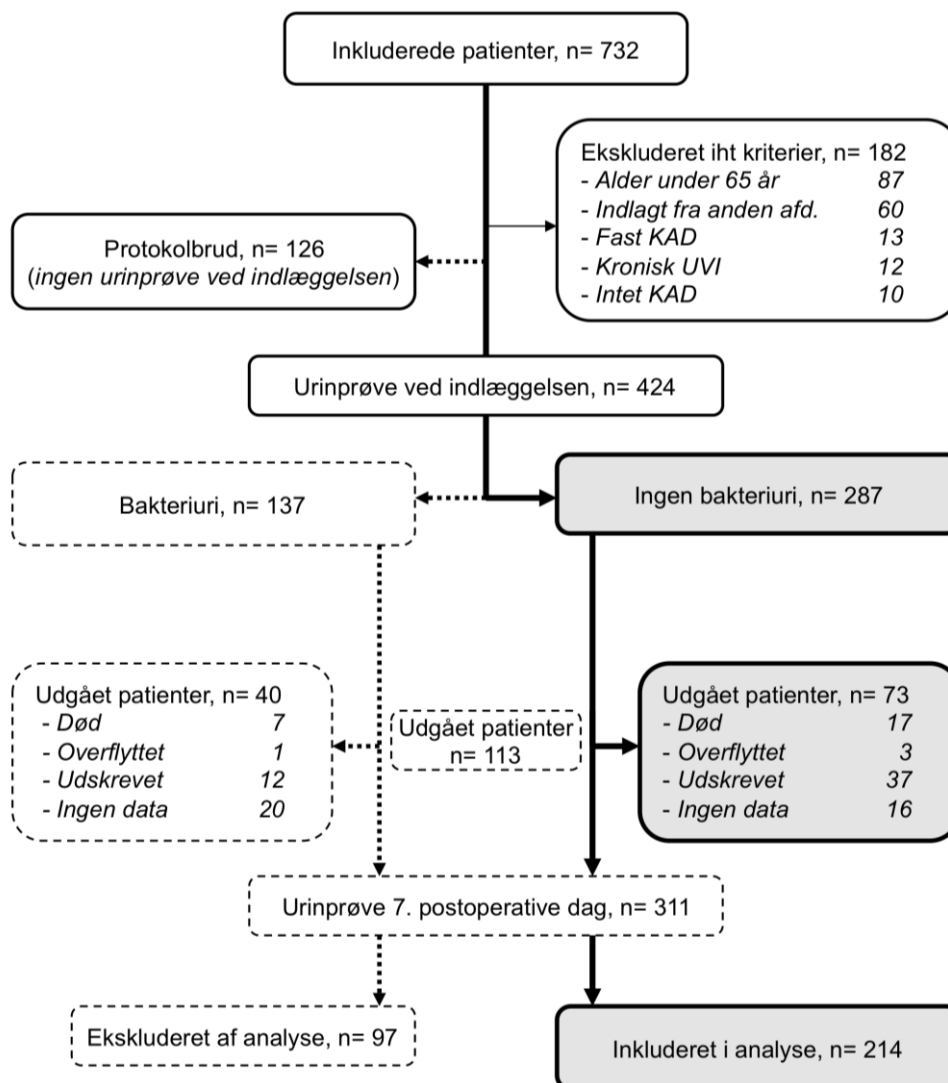 Inkluderede patienter, n= 732
Ekskluderet iht kriterier, n= 182
- Alder under 65 år 87
- Indlagt fra anden afd. 60
- Fast KAD 13
- Kronisk UVI 12
- Intet KAD 10
Protokolbrud, n= 126
(ingen urinprøve ved indlæggelsen)
Urinprøve ved indlæggelsen, n= 424
Bakteriuri, n= 137
Ingen bakteriuri, n= 287
Udgået patienter, n= 40
- Død 7
- Overflyttet 1
- Udskrevet 12
- Ingen data 20
Udgået patienter
n= 113
Udgået patienter, n= 73
- Død 17
- Overflyttet 3
- Udskrevet 37
- Ingen data 16
Urinprøve 7. postoperative dag, n= 311
Ekskluderet af analyse, n= 97
Inkluderet i analyse, n= 214